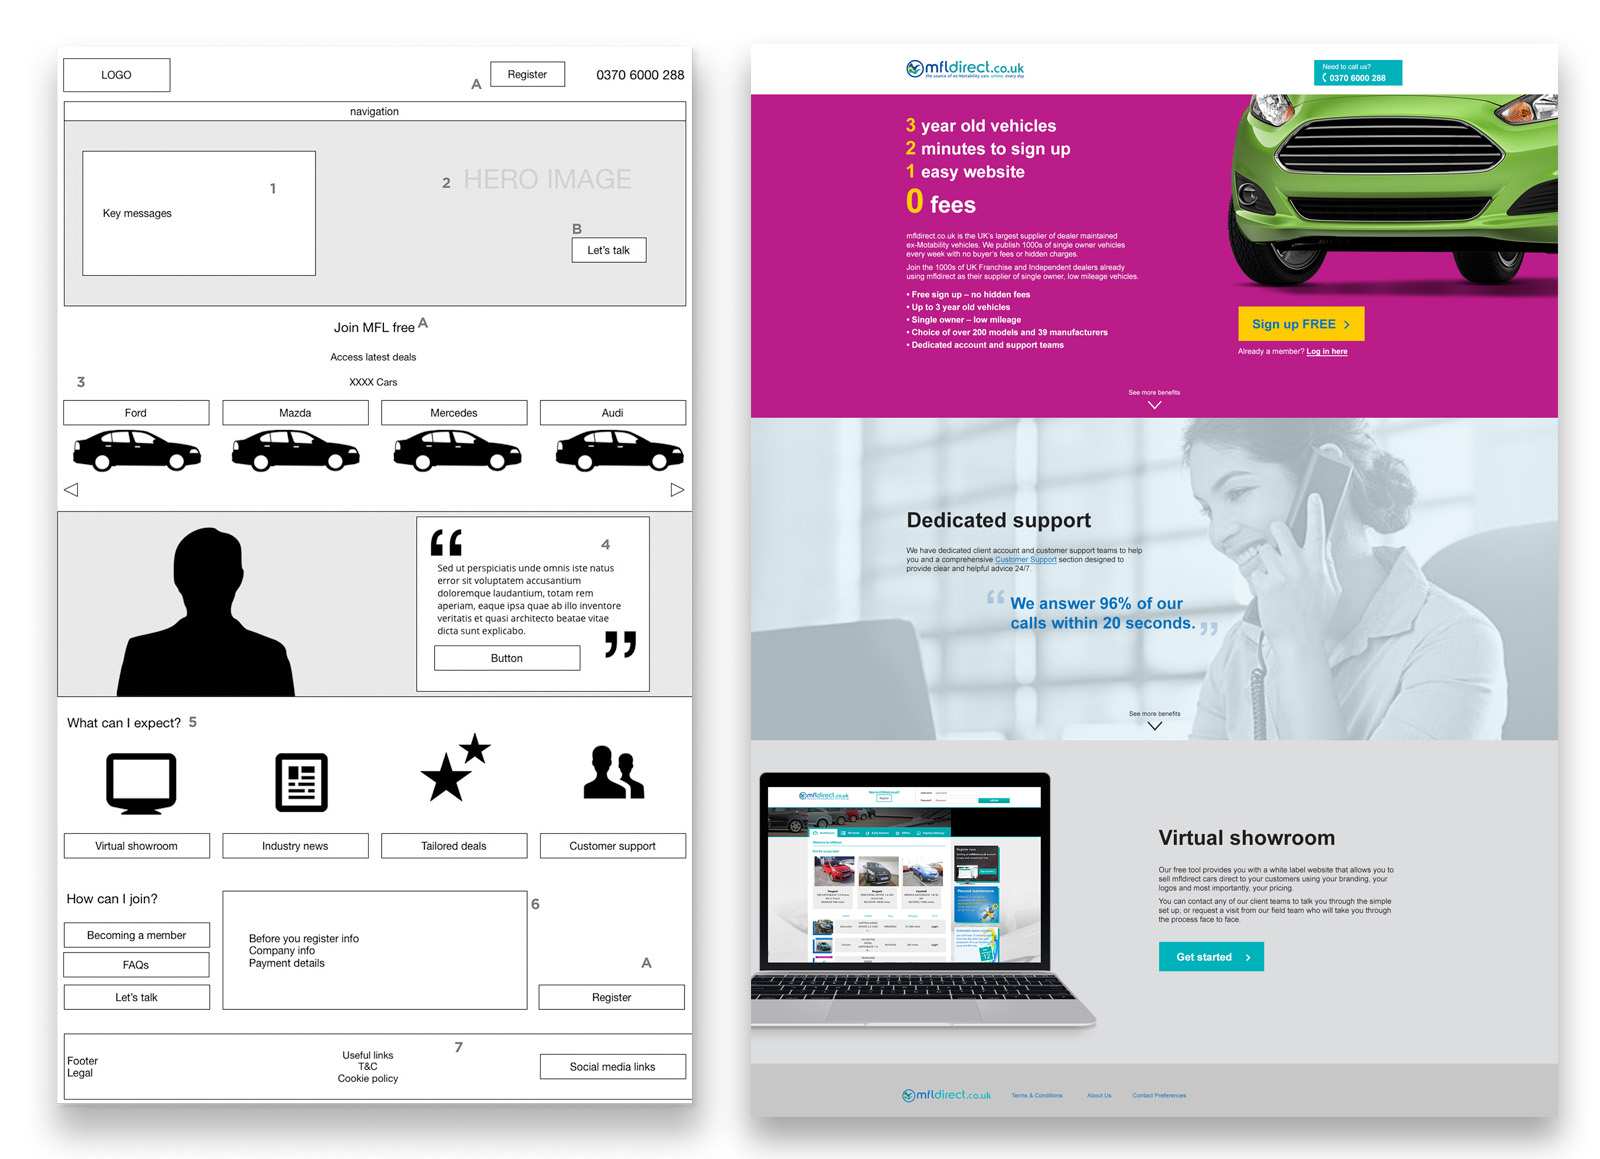 LOGO
A
Register
0370 6000 288
navigation
1
Key messages
2
HERO IMAGE
B
Let's talk
Join MFL free A
Access latest deals
3
XXXX Cars
Ford
Mazda
Mercedes
Audi
“
4
Sed ut perspiciatis unde omnis iste natus
error sit voluptatem accusantium
doloremque laudantium, totam rem
aperiam, eaque ipsa quae ab illo inventore
veritatis et quasi architecto beatae vitae
dicta sunt explicabo.
”
Button
What can I expect? 5
Virtual showroom
Industry news
Tailored deals
Customer support
How can I join?
Becoming a member
FAQs
Let's talk
6
Before you register info
Company info
Payment details
A
Register
Footer
Legal
Useful links
T&C
Cookie policy
7
Social media links
mfldirect.co.uk
the source of ex-Motability cars. online. every day
Need to call us?
0370 6000 288
3 year old vehicles
2 minutes to sign up
1 easy website
0 fees
mfldirect.co.uk is the UK's largest supplier of dealer maintained
ex-Motability vehicles. We publish 1000s of single owner vehicles
every week with no buyer's fees or hidden charges.
Join the 1000s of UK Franchise and Independent dealers already
using mfldirect as their supplier of single owner, low mileage vehicles.
• Free sign up – no hidden fees
• Up to 3 year old vehicles
• Single owner – low mileage
• Choice of over 200 models and 39 manufacturers
• Dedicated account and support teams
Sign up FREE >
Already a member? Log in here
See more benefits
Dedicated support
We have dedicated client account and customer support teams to help
you and a comprehensive Customer Support section designed to
provide clear and helpful advice 24/7.
“ We answer 96% of our
calls within 20 seconds. ”
See more benefits
mfldirect.co.uk
Register
Virtual showroom
Our free tool provides you with a white label website that allows you to
sell mfldirect cars direct to your customers using your branding, your
logos and most importantly, your pricing.
You can contact any of our client teams to talk you through the simple
set up, or request a visit from our field team who will take you through
the process face to face.
Get started >
mfldirect.co.uk
Terms & Conditions
About Us
Contact Preferences